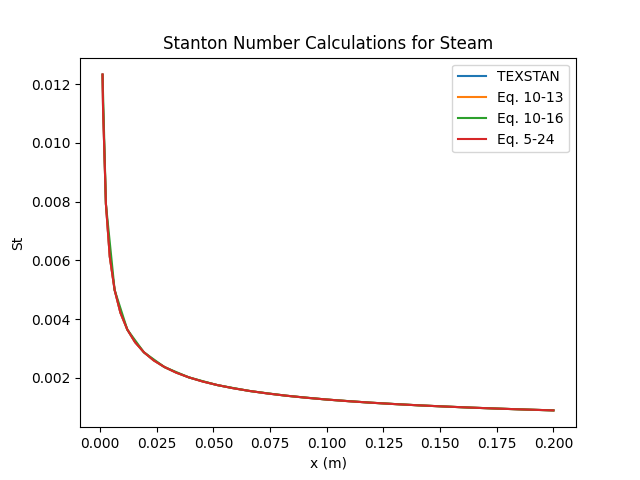 Stanton Number Calculations for Steam
TEXSTAN
Eq. 10-13
Eq. 10-16
Eq. 5-24
0.012
0.010
0.008
0.006
0.004
0.002
St
0.000 0.025 0.050 0.075 0.100 0.125 0.150 0.175 0.200
x (m)